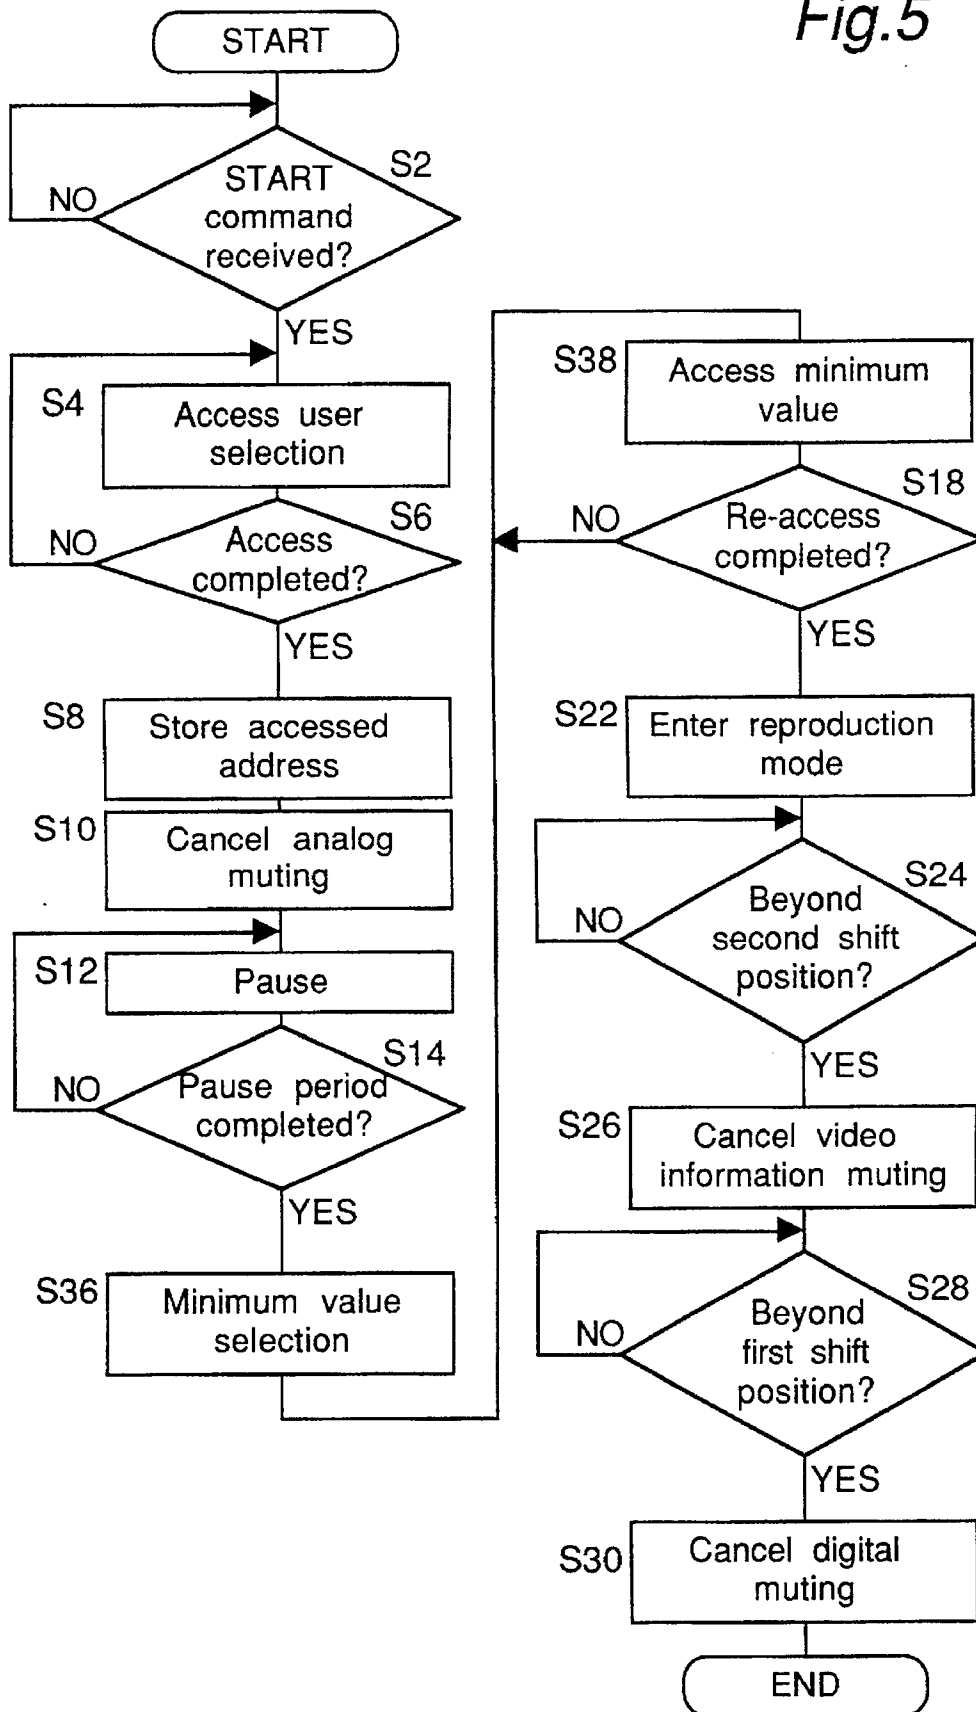 Fig.5
START
S2
START
command
received?
NO
YES
S4
Access user
selection
S6
Access
completed?
NO
YES
S8
Store accessed
address
S10
Cancel analog
muting
S12
Pause
S14
Pause period
completed?
NO
YES
S36
Minimum value
selection
S38
Access minimum
value
S18
Re-access
completed?
NO
YES
S22
Enter reproduction
mode
S24
Beyond
second shift
position?
NO
YES
S26
Cancel video
information muting
S28
Beyond
first shift
position?
NO
YES
S30
Cancel digital
muting
END